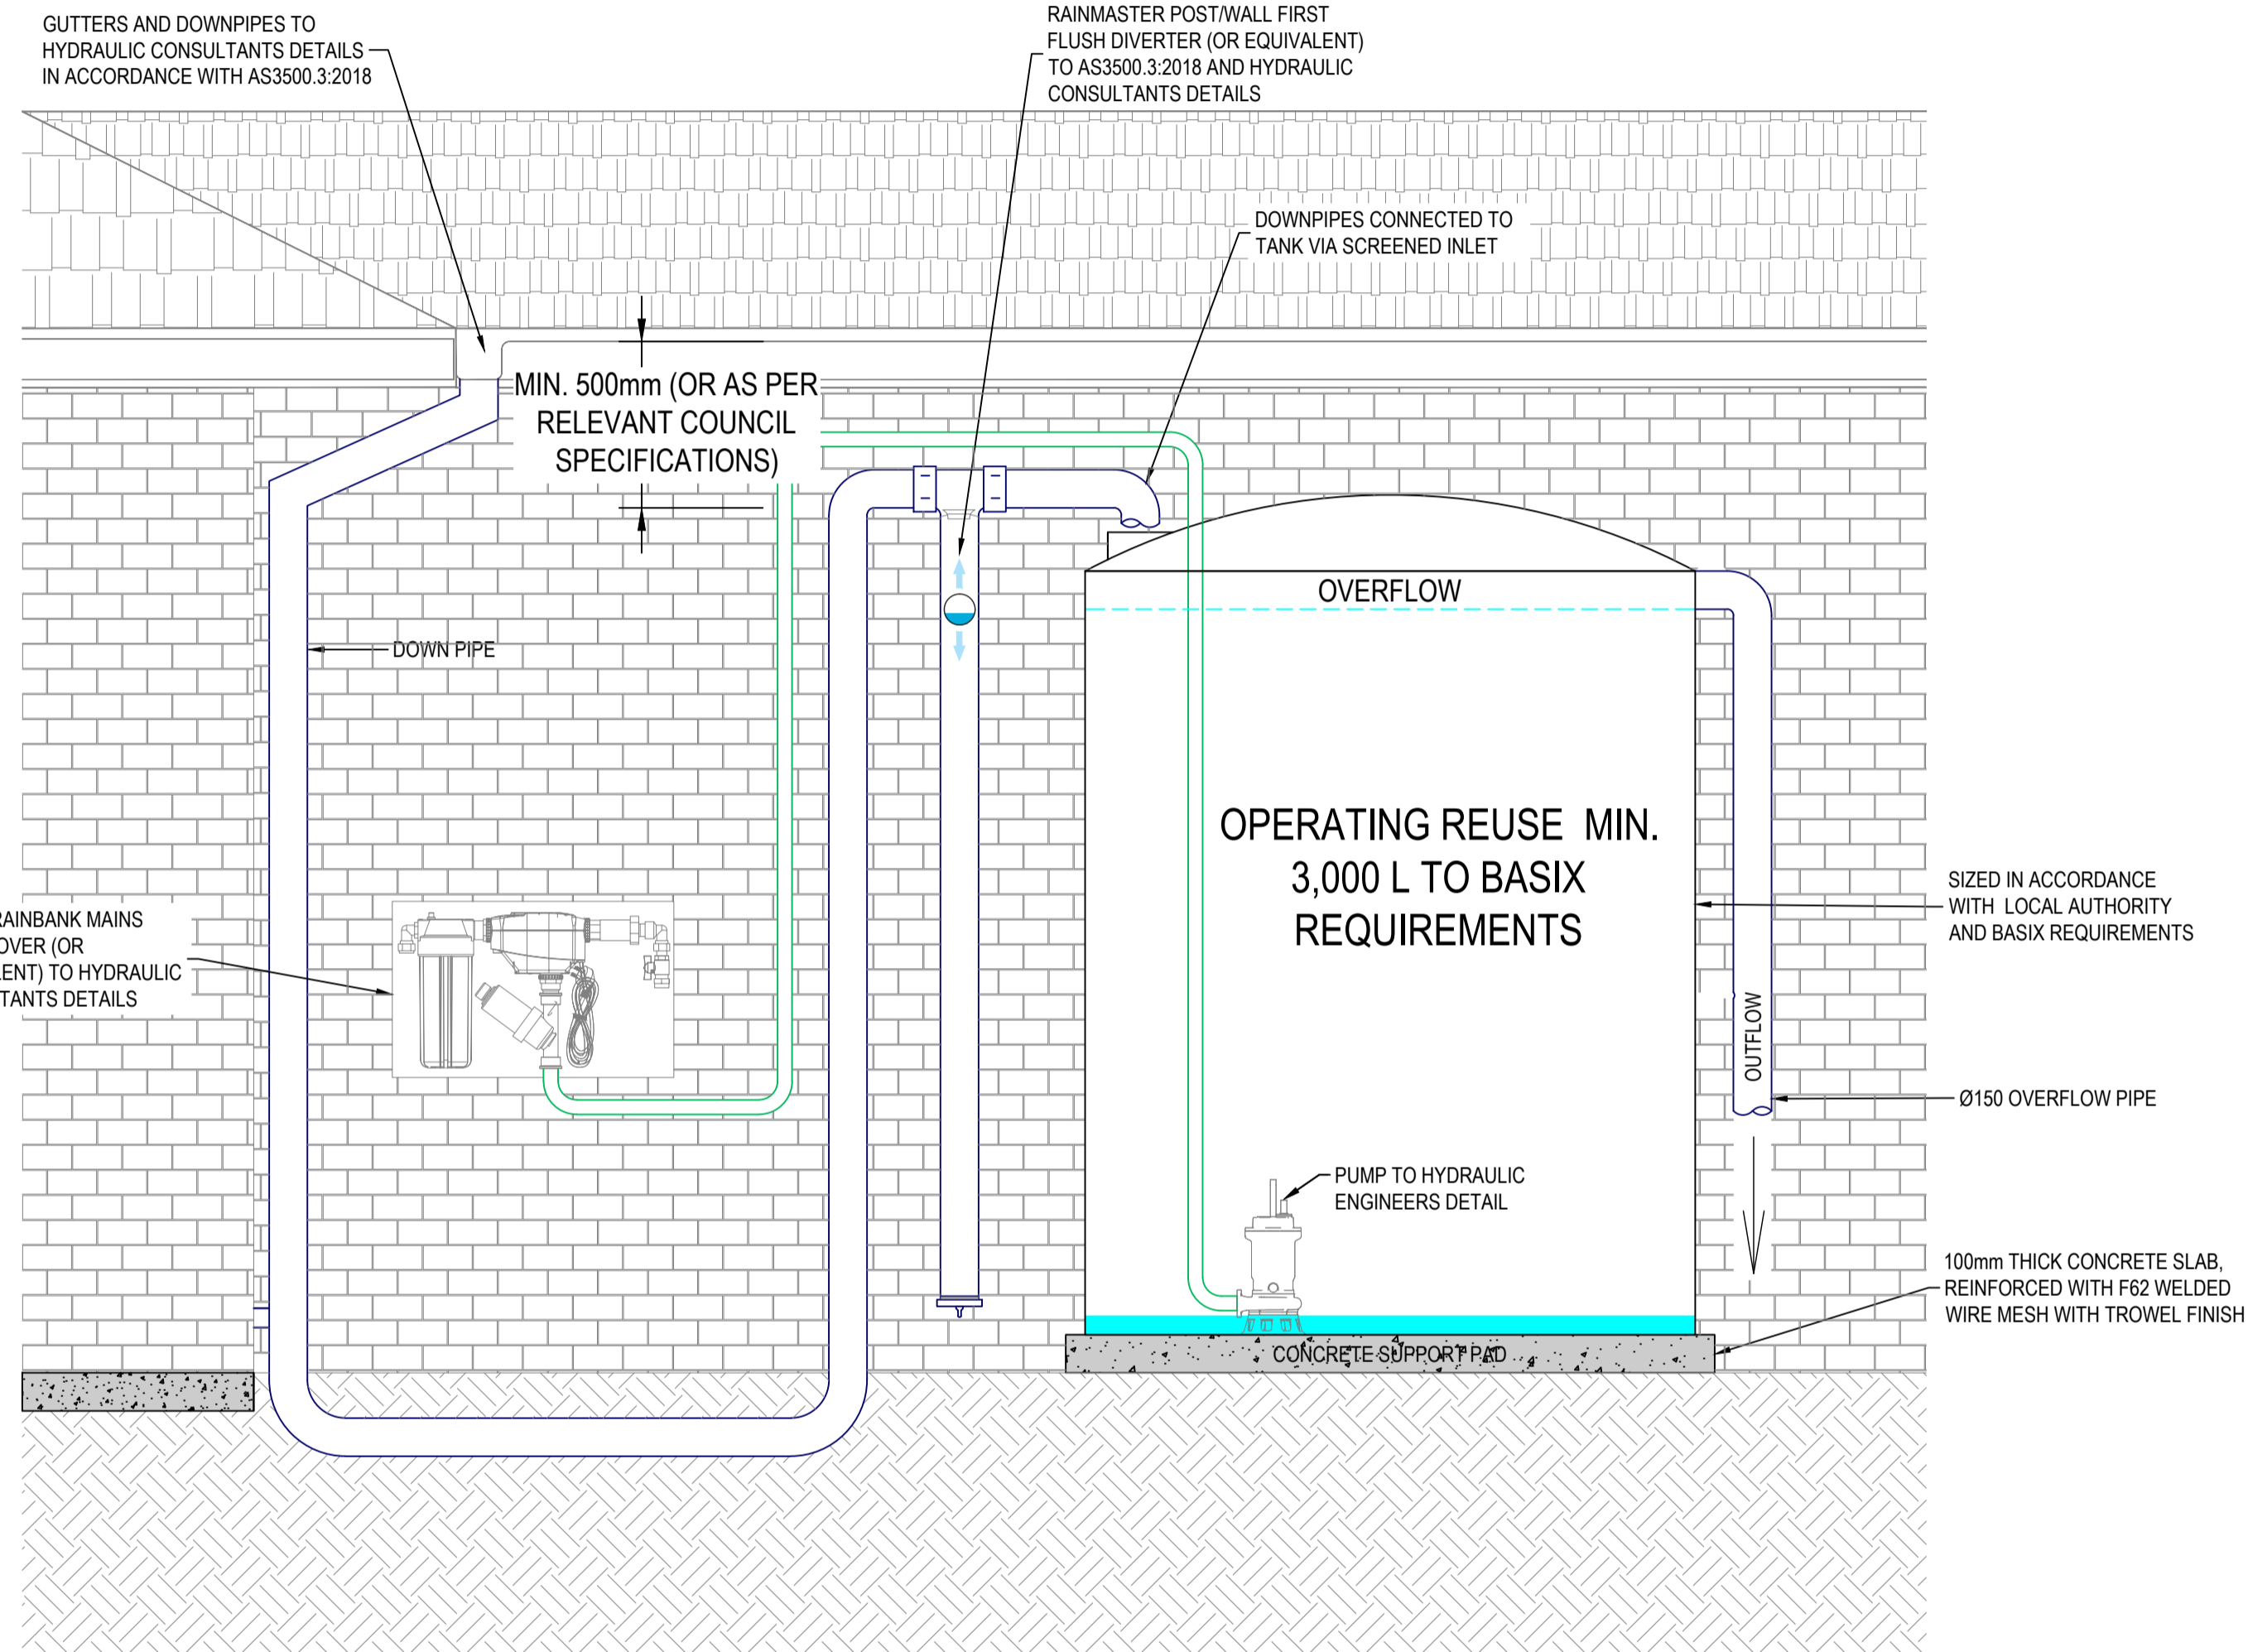 GUTTERS AND DOWNPIPES TO
HYDRAULIC CONSULTANTS DETAILS
IN ACCORDANCE WITH AS3500.3:2018
RAINMASTER POST/WALL FIRST
FLUSH DIVERTER (OR EQUIVALENT)
TO AS3500.3:2018 AND HYDRAULIC
CONSULTANTS DETAILS
DOWNPIPES CONNECTED TO
TANK VIA SCREENED INLET
MIN. 500mm (OR AS PER
RELEVANT COUNCIL
SPECIFICATIONS)
OVERFLOW
DOWN PIPE
OPERATING REUSE MIN.
3,000 L TO BASIX
REQUIREMENTS
SIZED IN ACCORDANCE
WITH LOCAL AUTHORITY
AND BASIX REQUIREMENTS
RAINBANK MAINS
OVER (OR
LENT) TO HYDRAULIC
TANTS DETAILS
OUTFLOW
Ø150 OVERFLOW PIPE
PUMP TO HYDRAULIC
ENGINEERS DETAIL
100mm THICK CONCRETE SLAB,
REINFORCED WITH F62 WELDED
WIRE MESH WITH TROWEL FINISH
CONCRETE SUPPORT PAD